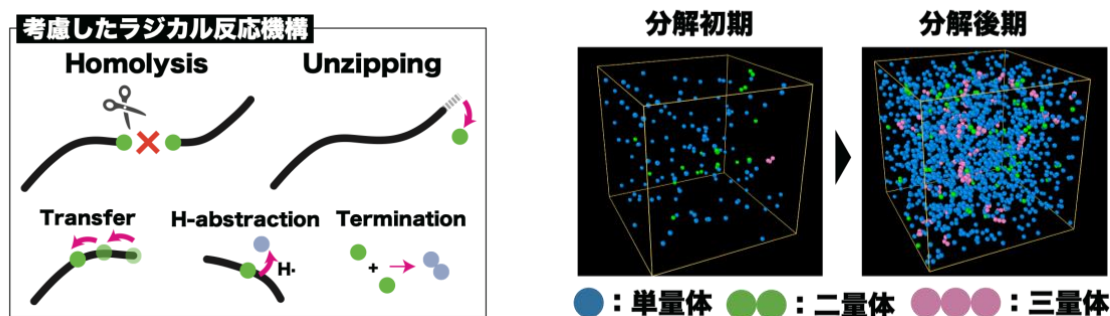 考慮したラジカル反応機構
Homolysis
Unzipping
Transfer
H-abstraction
Termination
H·
+
分解初期
分解後期
：単量体
：二量体
：三量体